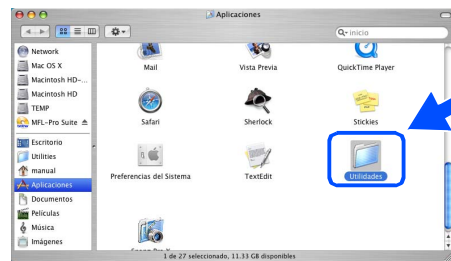 Aplicaciones
Q- inicio
Network
Mac OS X
Macintosh HD-...
Macintosh HD
TEMP
MFL-Pro Suite
Escritorio
Utilities
manual
Aplicaciones
Documentos
Películas
Música
Imágenes
Mail
Vista Previa
QuickTime Player
Safari
Sherlock
Stickies
Preferencias del Sistema
TextEdit
Utilidades
1 de 27 seleccionado, 11.33 GB disponibles